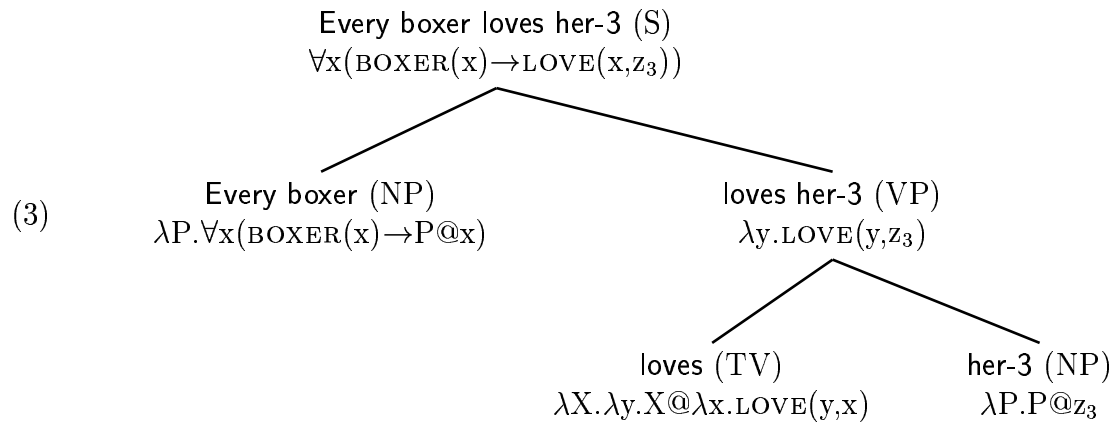 Every boxer loves her-3 (S)
∀x(BOXER(x)→LOVE(x,z₃))
(3)
Every boxer (NP)
λP.∀x(BOXER(x)→P@x)
loves her-3 (VP)
λy.LOVE(y,z₃)
loves (TV)
λX.λy.X@λx.LOVE(y,x)
her-3 (NP)
λP.P@z₃